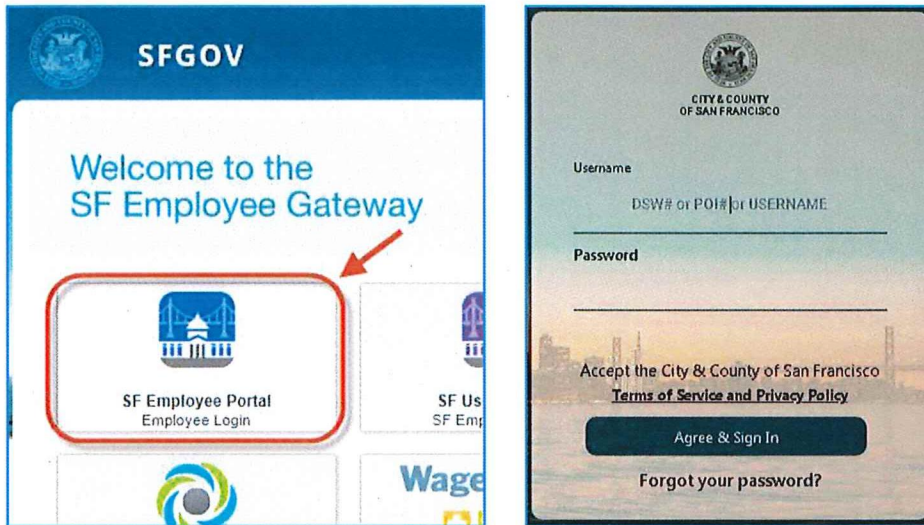 SFGOV
Welcome to the
SF Employee Gateway
SF Employee Portal
Employee Login
SF Us
SF Emp
Wage
CITY & COUNTY
OF SAN FRANCISCO
Username
DSW# or POI# or USERNAME
Password
Accept the City & County of San Francisco
Terms of Service and Privacy Policy
Agree & Sign In
Forgot your password?